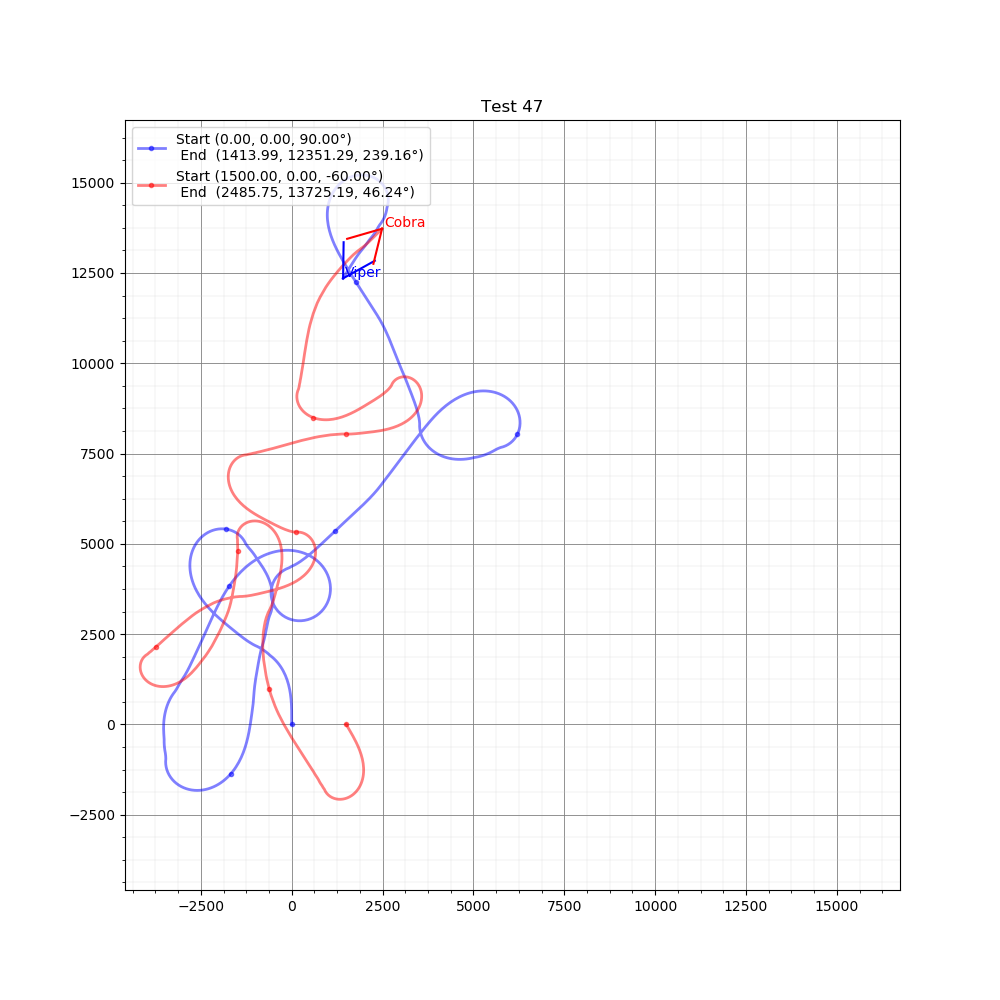 Test 47
Start (0.00, 0.00, 90.00°)
End (1413.99, 12351.29, 239.16°)
Start (1500.00, 0.00, -60.00°)
End (2485.75, 13725.19, 46.24°)
Cobra
Viper
15000
12500
10000
7500
5000
2500
0
−2500
−2500
0
2500
5000
7500
10000
12500
15000